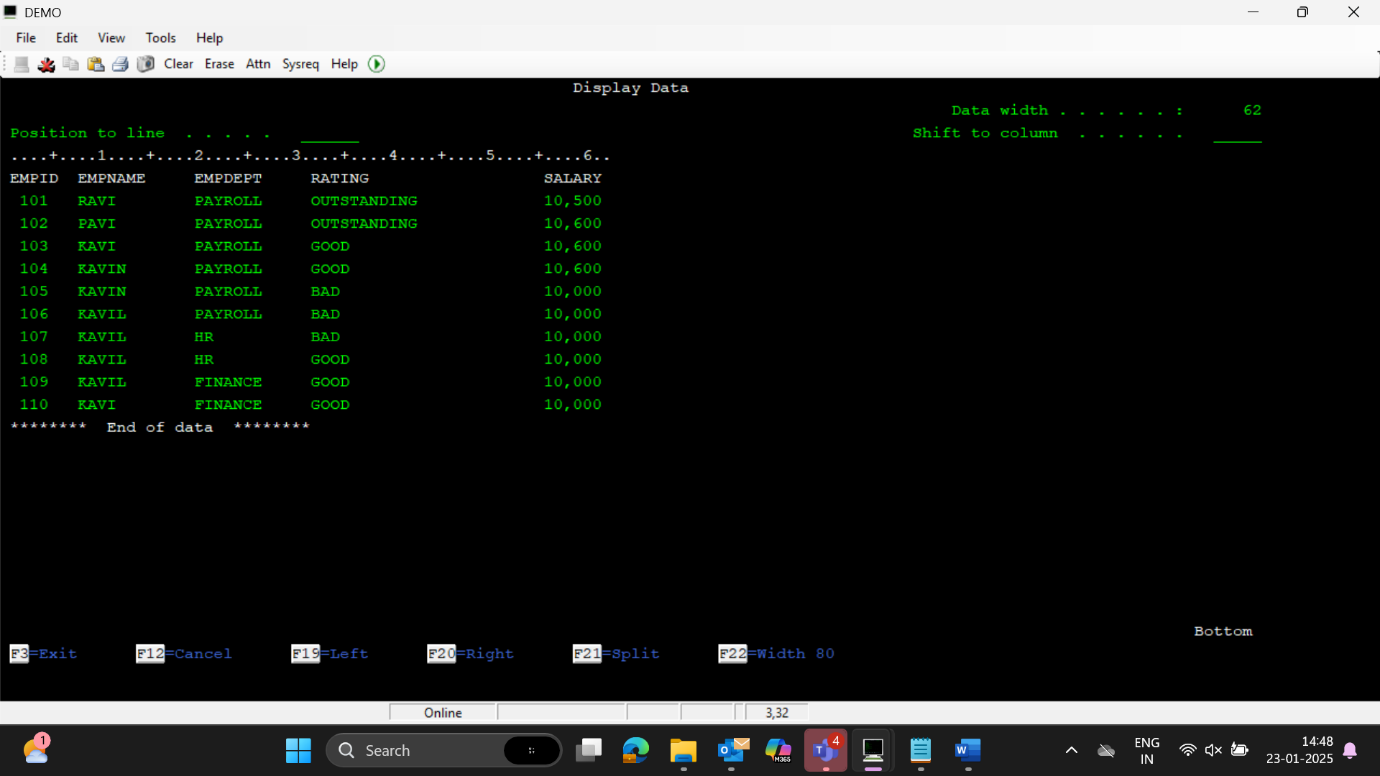 DEMO
File Edit View Tools Help
Clear Erase Attn Sysreq Help
Display Data
Data width . . . . . . : 62
Position to line . . . . . Shift to column . . . . . .
....+....1....+....2....+....3....+....4....+....5....+....6..
EMPID EMPNAME EMPDEPT RATING SALARY
101 RAVI PAYROLL OUTSTANDING 10,500
102 PAVI PAYROLL OUTSTANDING 10,600
103 KAVI PAYROLL GOOD 10,600
104 KAVIN PAYROLL GOOD 10,600
105 KAVIN PAYROLL BAD 10,000
106 KAVIL PAYROLL BAD 10,000
107 KAVIL HR BAD 10,000
108 KAVIL HR GOOD 10,000
109 KAVIL FINANCE GOOD 10,000
110 KAVI FINANCE GOOD 10,000
******** End of data ********
Bottom
F3=Exit F12=Cancel F19=Left F20=Right F21=Split F22=Width 80
Online 3,32
1 Search M365 4 ENG 14:48
IN 23-01-2025